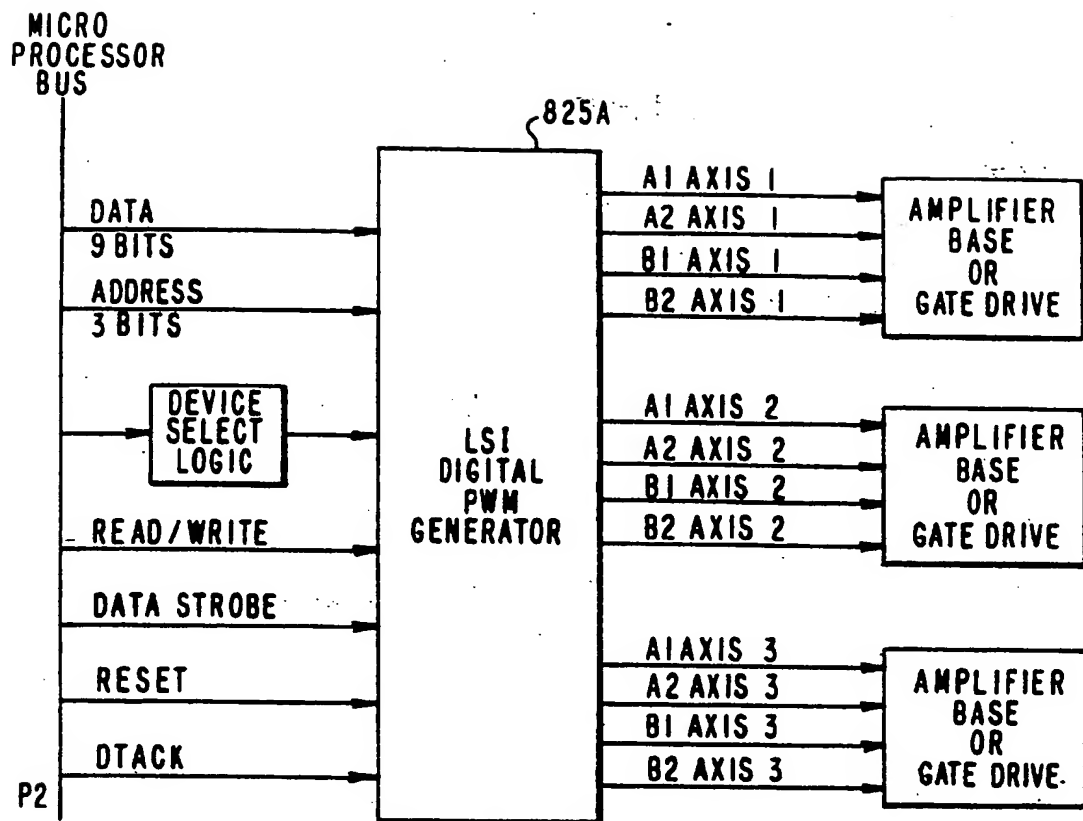 MICRO
PROCESSOR
BUS
825A
DATA
9 BITS
ADDRESS
3 BITS
DEVICE
SELECT
LOGIC
READ/WRITE
DATA STROBE
RESET
DTACK
P2
LSI
DIGITAL
PWM
GENERATOR
A1 AXIS 1
A2 AXIS 1
B1 AXIS 1
B2 AXIS 1
AMPLIFIER
BASE
OR
GATE DRIVE
A1 AXIS 2
A2 AXIS 2
B1 AXIS 2
B2 AXIS 2
AMPLIFIER
BASE
OR
GATE DRIVE
A1 AXIS 3
A2 AXIS 3
B1 AXIS 3
B2 AXIS 3
AMPLIFIER
BASE
OR
GATE DRIVE